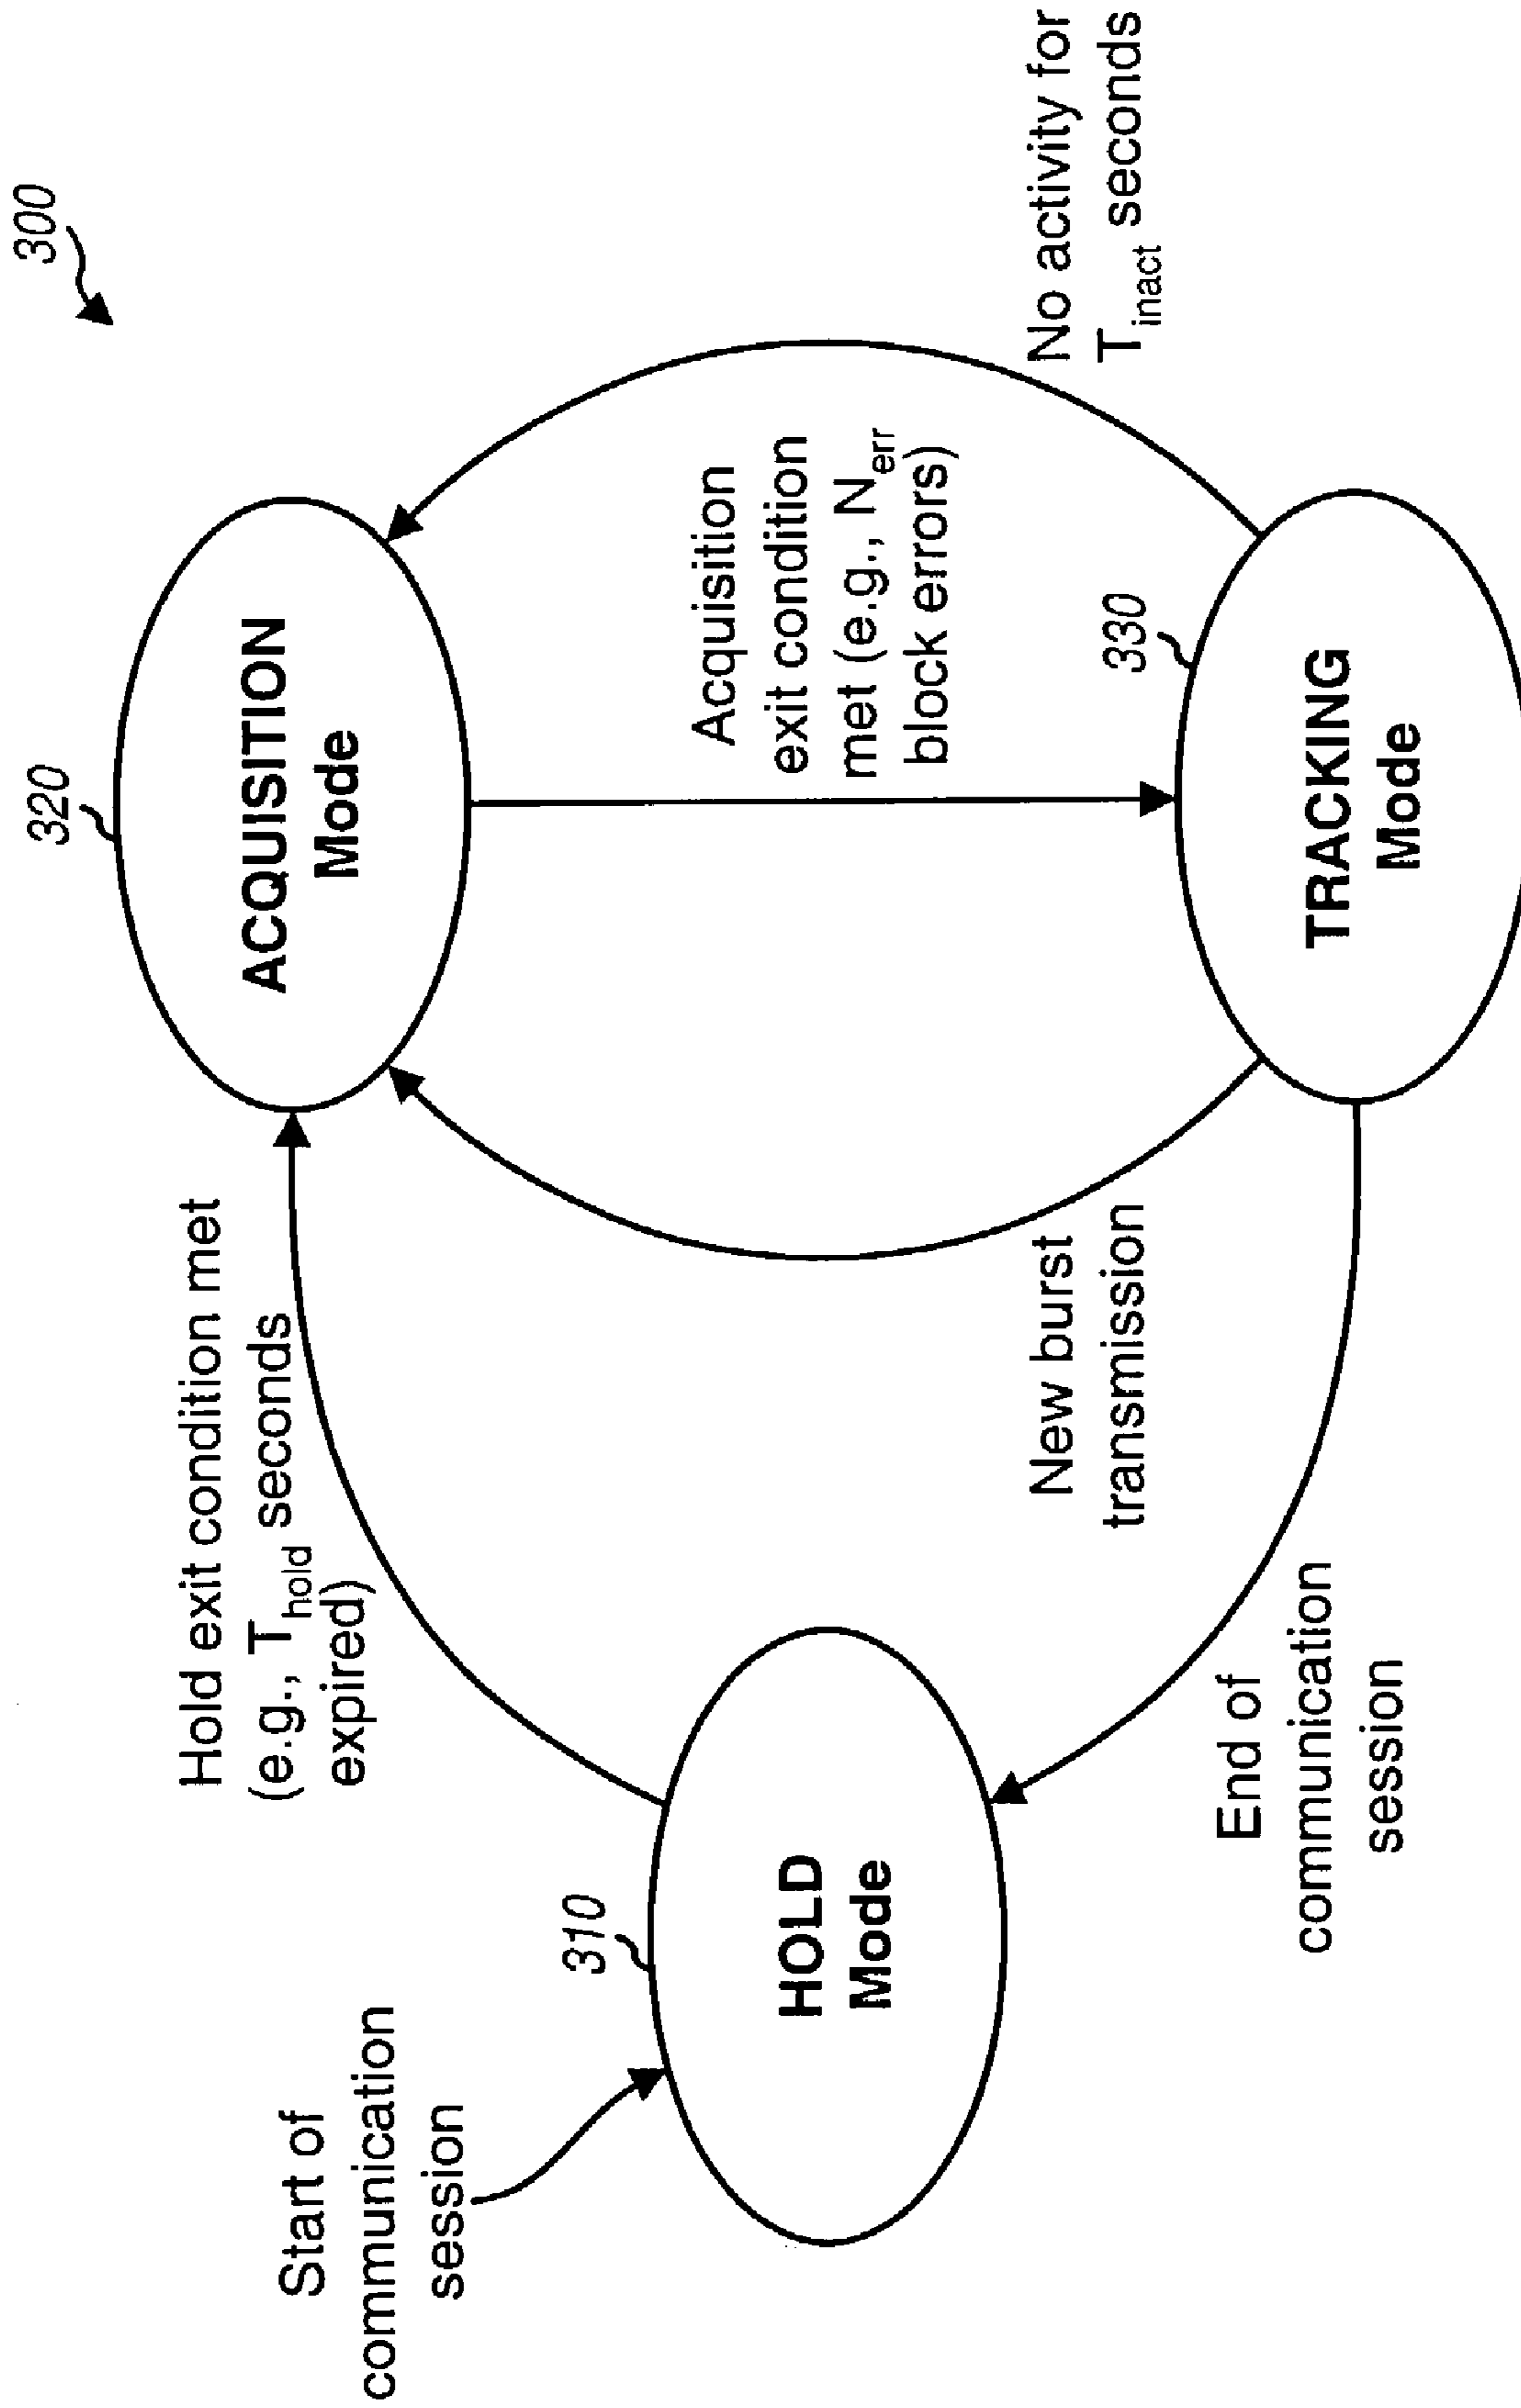 300
320
ACQUISITION
Mode
Hold exit condition met
(e.g., T_hold seconds
expired)
Start of
communication
session
310
HOLD
Mode
Acquisition
exit condition
met (e.g., N_err
block errors)
New burst
transmission
No activity for
T_inact seconds
330
TRACKING
Mode
End of
communication
session